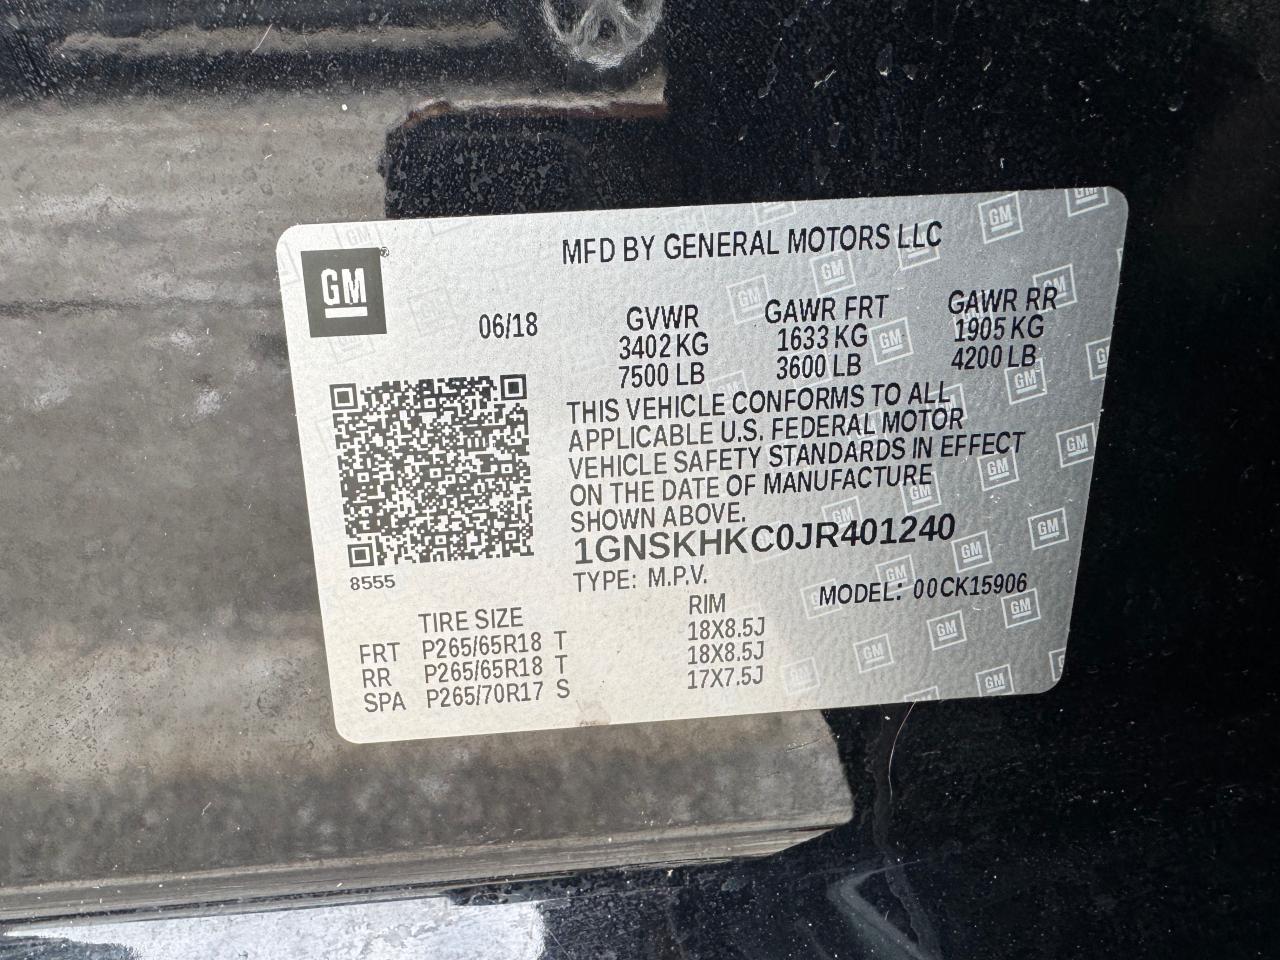 GM
MFD BY GENERAL MOTORS LLC
06/18
GVWR GAWR FRT GAWR RR
3402 KG 1633 KG 1905 KG
7500 LB 3600 LB 4200 LB
THIS VEHICLE CONFORMS TO ALL
APPLICABLE U.S. FEDERAL MOTOR
VEHICLE SAFETY STANDARDS IN EFFECT
ON THE DATE OF MANUFACTURE
SHOWN ABOVE.
1GNSKHKC0JR401240
8555
TYPE: M.P.V. MODEL: 00CK15906
TIRE SIZE RIM
FRT P265/65R18 T 18X8.5J
RR P265/65R18 T 18X8.5J
SPA P265/70R17 S 17X7.5J